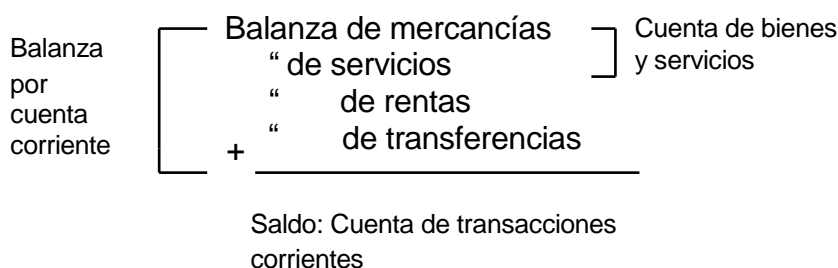 Balanza
por
cuenta
corriente
Balanza de mercancías
“ de servicios
“ de rentas
“ de transferencias
+
Cuenta de bienes
y servicios
Saldo: Cuenta de transacciones
corrientes